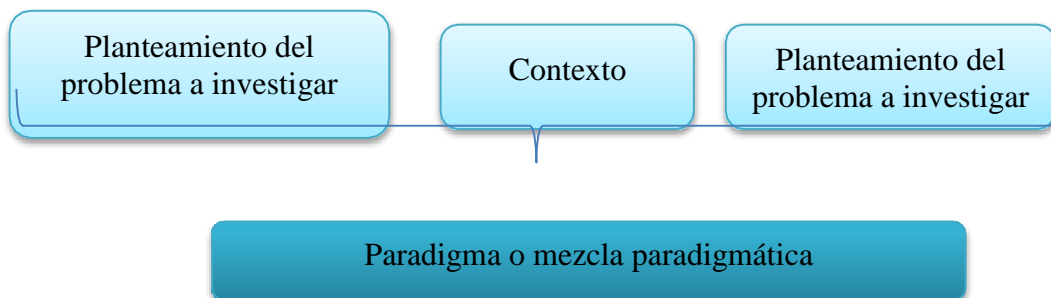 Planteamiento del
problema a investigar
Contexto
Planteamiento del
problema a investigar
Paradigma o mezcla paradigmática